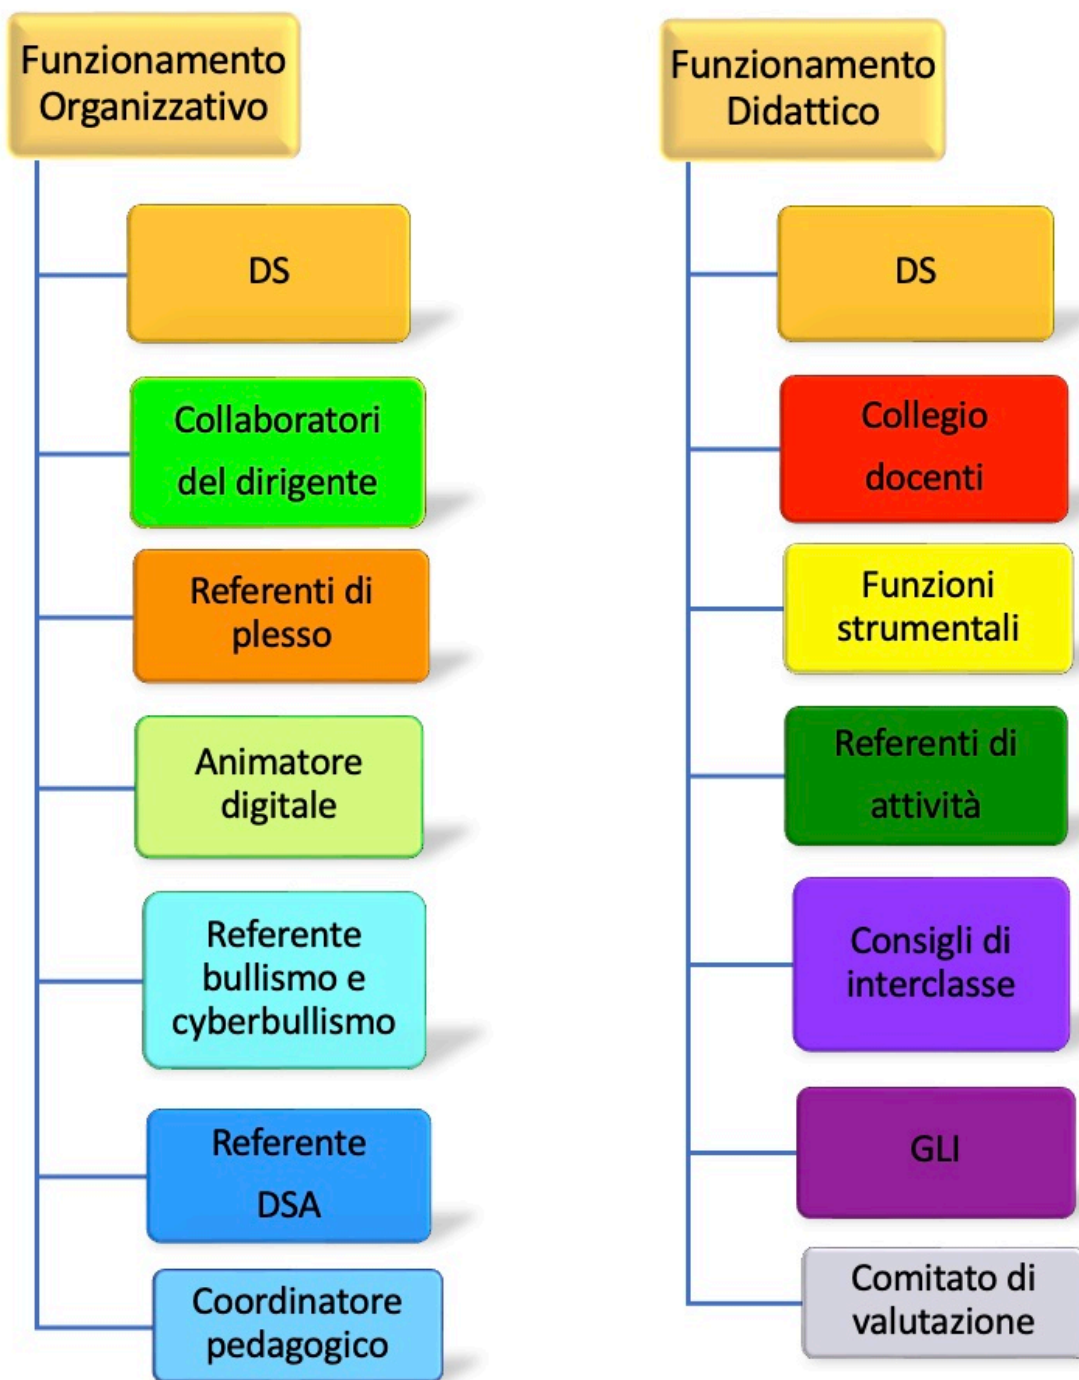 Funzionamento
Organizzativo
DS
Collaboratori
del dirigente
Referenti di
plesso
Animatore
digitale
Referente
bullismo e
cyberbullismo
Referente
DSA
Coordinatore
pedagogico
Funzionamento
Didattico
DS
Collegio
docenti
Funzioni
strumentali
Referenti di
attività
Consigli di
interclasse
GLI
Comitato di
valutazione